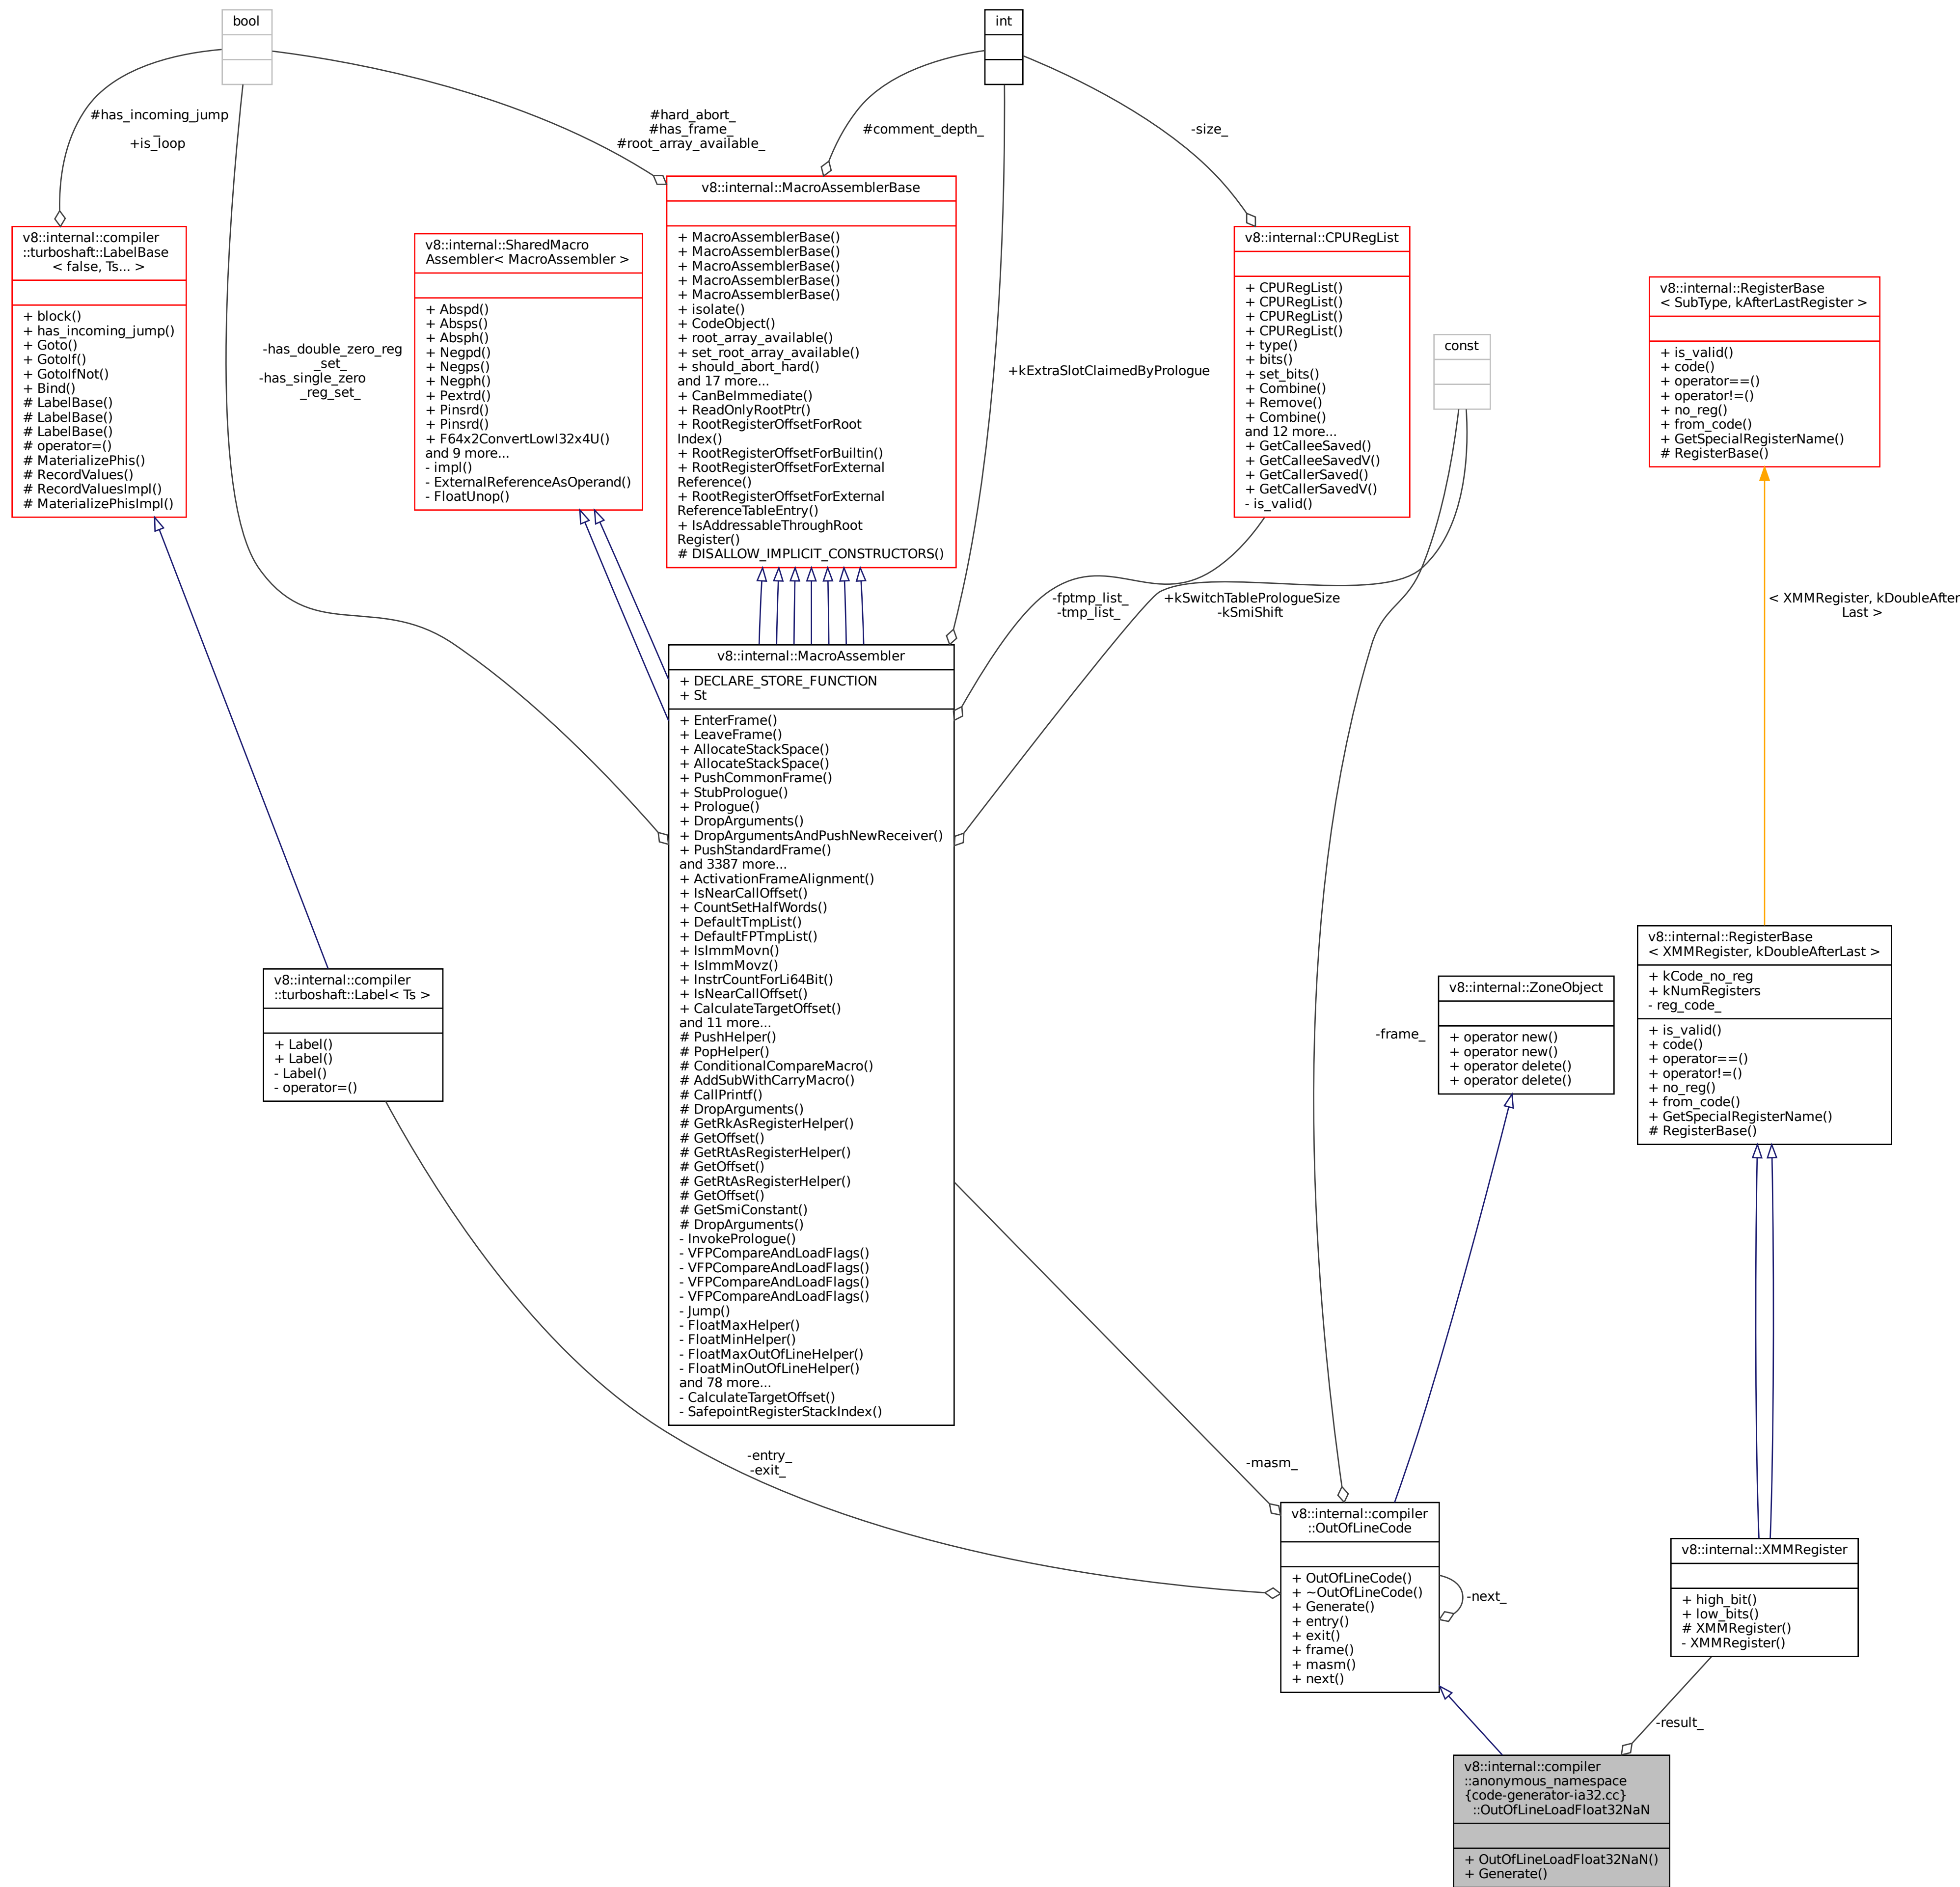 bool
int
#has_incoming_jump
_
+is_loop
#hard_abort_
#has_frame_
#root_array_available_
#comment_depth_
-size_
v8::internal::MacroAssemblerBase
+ MacroAssemblerBase()
+ MacroAssemblerBase()
+ MacroAssemblerBase()
+ MacroAssemblerBase()
+ MacroAssemblerBase()
+ isolate()
+ CodeObject()
+ root_array_available()
+ set_root_array_available()
+ should_abort_hard()
and 17 more...
+ CanBeImmediate()
+ ReadOnlyRootPtr()
+ RootRegisterOffsetForRoot
Index()
+ RootRegisterOffsetForBuiltin()
+ RootRegisterOffsetForExternal
Reference()
+ RootRegisterOffsetForExternal
ReferenceTableEntry()
+ IsAddressableThroughRoot
Register()
# DISALLOW_IMPLICIT_CONSTRUCTORS()
v8::internal::compiler
::turboshaft::LabelBase
< false, Ts... >
+ block()
+ has_incoming_jump()
+ Goto()
+ GotoIf()
+ GotoIfNot()
+ Bind()
# LabelBase()
# LabelBase()
# LabelBase()
# operator=()
# MaterializePhis()
# RecordValues()
# RecordValuesImpl()
# MaterializePhisImpl()
v8::internal::SharedMacro
Assembler< MacroAssembler >
+ Abspd()
+ Absps()
+ Absph()
+ Negpd()
+ Negps()
+ Negph()
+ Pextrd()
+ Pinsrd()
+ Pinsrd()
+ F64x2ConvertLowI32x4U()
and 9 more...
- impl()
- ExternalReferenceAsOperand()
- FloatUnop()
v8::internal::CPURegList
+ CPURegList()
+ CPURegList()
+ CPURegList()
+ CPURegList()
+ type()
+ bits()
+ set_bits()
+ Combine()
+ Remove()
+ Combine()
and 12 more...
+ GetCalleeSaved()
+ GetCalleeSavedV()
+ GetCallerSaved()
+ GetCallerSavedV()
- is_valid()
v8::internal::RegisterBase
< SubType, kAfterLastRegister >
+ is_valid()
+ code()
+ operator==()
+ operator!=()
+ no_reg()
+ from_code()
+ GetSpecialRegisterName()
# RegisterBase()
const
-has_double_zero_reg
_set_
-has_single_zero
_reg_set_
+kExtraSlotClaimedByPrologue
-fptmp_list_
-tmp_list_
+kSwitchTablePrologueSize
-kSmiShift
< XMMRegister, kDoubleAfter
Last >
v8::internal::MacroAssembler
+ DECLARE_STORE_FUNCTION
+ St
+ EnterFrame()
+ LeaveFrame()
+ AllocateStackSpace()
+ AllocateStackSpace()
+ PushCommonFrame()
+ StubPrologue()
+ Prologue()
+ DropArguments()
+ DropArgumentsAndPushNewReceiver()
+ PushStandardFrame()
and 3387 more...
+ ActivationFrameAlignment()
+ IsNearCallOffset()
+ CountSetHalfWords()
+ DefaultTmpList()
+ DefaultFPTmpList()
+ IsImmMovn()
+ IsImmMovz()
+ InstrCountForLi64Bit()
+ IsNearCallOffset()
+ CalculateTargetOffset()
and 11 more...
# PushHelper()
# PopHelper()
# ConditionalCompareMacro()
# AddSubWithCarryMacro()
# CallPrintf()
# DropArguments()
# GetRkAsRegisterHelper()
# GetOffset()
# GetRtAsRegisterHelper()
# GetOffset()
# GetRtAsRegisterHelper()
# GetOffset()
# GetSmiConstant()
# DropArguments()
- InvokePrologue()
- VFPCompareAndLoadFlags()
- VFPCompareAndLoadFlags()
- VFPCompareAndLoadFlags()
- VFPCompareAndLoadFlags()
- Jump()
- FloatMaxHelper()
- FloatMinHelper()
- FloatMaxOutOfLineHelper()
- FloatMinOutOfLineHelper()
and 78 more...
- CalculateTargetOffset()
- SafepointRegisterStackIndex()
v8::internal::RegisterBase
< XMMRegister, kDoubleAfterLast >
+ kCode_no_reg
+ kNumRegisters
- reg_code_
+ is_valid()
+ code()
+ operator==()
+ operator!=()
+ no_reg()
+ from_code()
+ GetSpecialRegisterName()
# RegisterBase()
v8::internal::compiler
::turboshaft::Label< Ts >
+ Label()
+ Label()
- Label()
- operator=()
v8::internal::ZoneObject
+ operator new()
+ operator new()
+ operator delete()
+ operator delete()
-frame_
-entry_
-exit_
-masm_
v8::internal::compiler
::OutOfLineCode
+ OutOfLineCode()
+ ~OutOfLineCode()
+ Generate()
+ entry()
+ exit()
+ frame()
+ masm()
+ next()
-next_
v8::internal::XMMRegister
+ high_bit()
+ low_bits()
# XMMRegister()
- XMMRegister()
-result_
v8::internal::compiler
::anonymous_namespace
{code-generator-ia32.cc}
::OutOfLineLoadFloat32NaN
+ OutOfLineLoadFloat32NaN()
+ Generate()